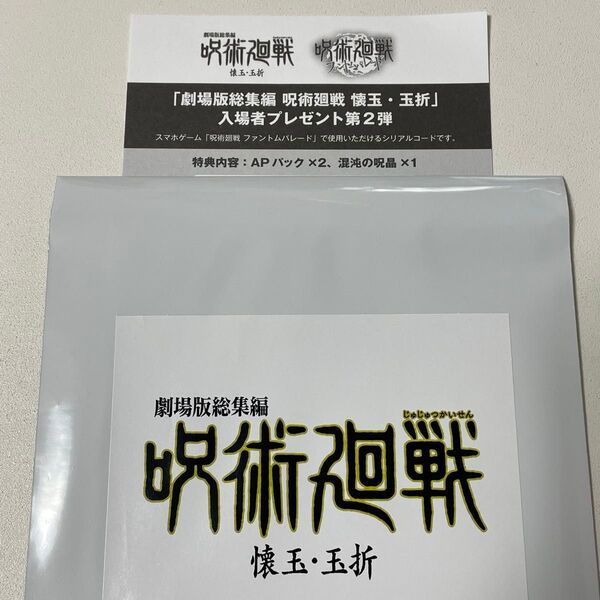 劇場版総集編
呪術廻戦
懐玉・玉折
呪術廻戦
ファントムパレード
「劇場版総集編 呪術廻戦 懐玉・玉折」
入場者プレゼント第2弾
スマホゲーム「呪術廻戦 ファントムパレード」で使用いただけるシリアルコードです。
特典内容：APパック×2、混沌の呪晶×1
劇場版総集編
じゅじゅつかいせん
呪術廻戦
懐玉・玉折